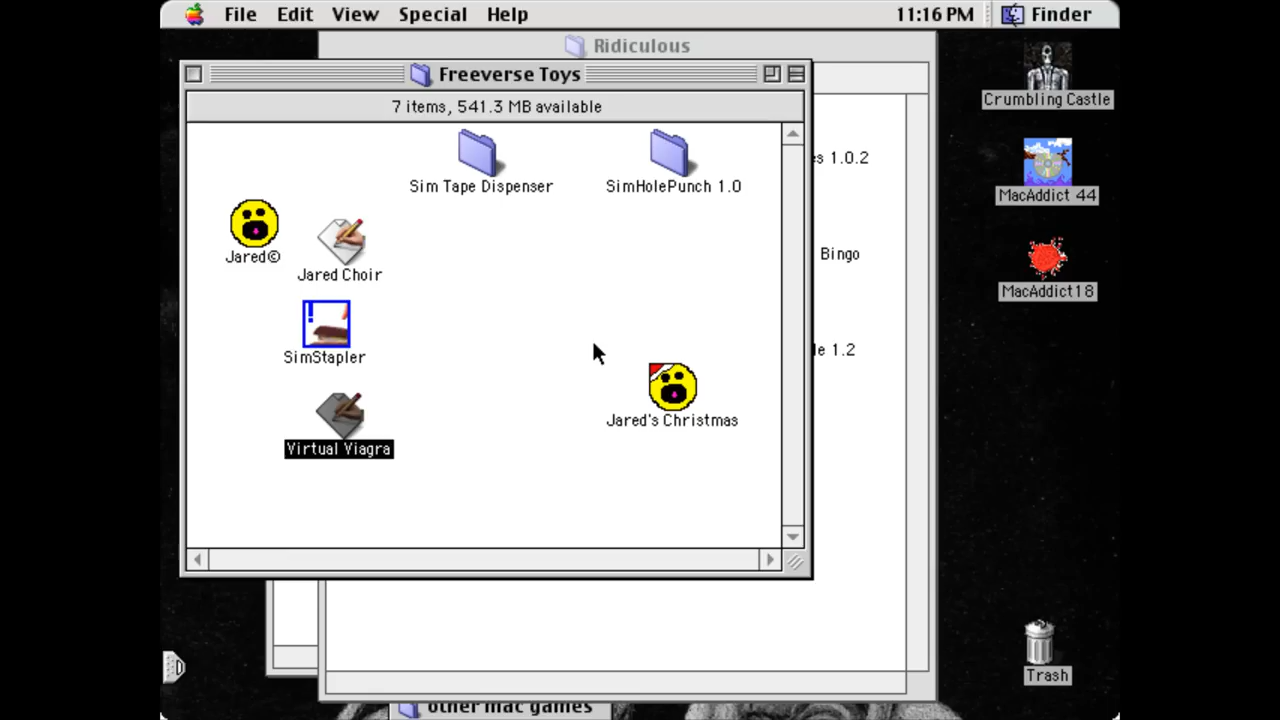 File Edit View Special Help 11:16 PM Finder
Ridiculous
Freeverse Toys
7 items, 541.3 MB available
Sim Tape Dispenser
SimHolePunch 1.0
Jared©
Jared Choir
SimStapler
Virtual Viagra
Jared's Christmas
s 1.0.2
Bingo
le 1.2
Crumbling Castle
MacAddict 44
MacAddict18
Trash
other mac games